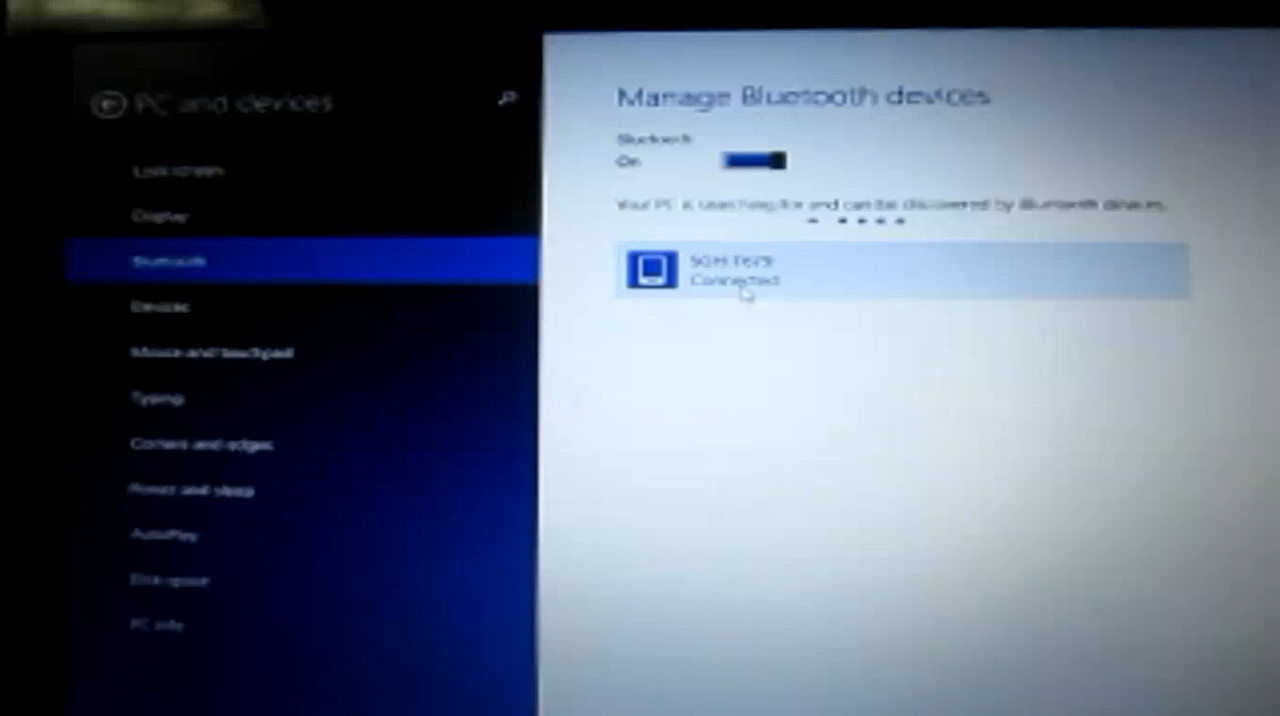 PC and devices
Lock screen
Display
Bluetooth
Devices
Mouse and touchpad
Typing
Corners and edges
Power and sleep
AutoPlay
Disk space
PC info
Manage Bluetooth devices
Bluetooth
On
Your PC is searching for and can be discovered by Bluetooth devices.
SGH-T679
Connected